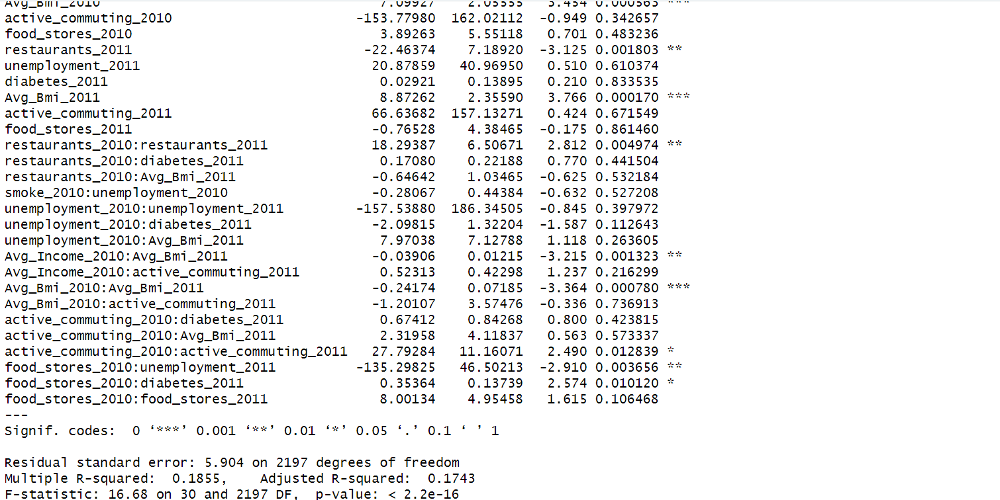 Avg_Bmi_2010 7.09927 2.05555 3.454 0.000563 ***
active_commuting_2010 -153.77980 162.02112 -0.949 0.342657
food_stores_2010 3.89263 5.55118 0.701 0.483236
restaurants_2011 -22.46374 7.18920 -3.125 0.001803 **
unemployment_2011 20.87859 40.96950 0.510 0.610374
diabetes_2011 0.02921 0.13895 0.210 0.833535
Avg_Bmi_2011 8.87262 2.35590 3.766 0.000170 ***
active_commuting_2011 66.63682 157.13271 0.424 0.671549
food_stores_2011 -0.76528 4.38465 -0.175 0.861460
restaurants_2010:restaurants_2011 18.29387 6.50671 2.812 0.004974 **
restaurants_2010:diabetes_2011 0.17080 0.22188 0.770 0.441504
restaurants_2010:Avg_Bmi_2011 -0.64642 1.03465 -0.625 0.532184
smoke_2010:unemployment_2010 -0.28067 0.44384 -0.632 0.527208
unemployment_2010:unemployment_2011 -157.53880 186.34505 -0.845 0.397972
unemployment_2010:diabetes_2011 -2.09815 1.32204 -1.587 0.112643
unemployment_2010:Avg_Bmi_2011 7.97038 7.12788 1.118 0.263605
Avg_Income_2010:Avg_Bmi_2011 -0.03906 0.01215 -3.215 0.001323 **
Avg_Income_2010:active_commuting_2011 0.52313 0.42298 1.237 0.216299
Avg_Bmi_2010:Avg_Bmi_2011 -0.24174 0.07185 -3.364 0.000780 ***
Avg_Bmi_2010:active_commuting_2011 -1.20107 3.57476 -0.336 0.736913
active_commuting_2010:diabetes_2011 0.67412 0.84268 0.800 0.423815
active_commuting_2010:Avg_Bmi_2011 2.31958 4.11837 0.563 0.573337
active_commuting_2010:active_commuting_2011 27.79284 11.16071 2.490 0.012839 *
food_stores_2010:unemployment_2011 -135.29825 46.50213 -2.910 0.003656 **
food_stores_2010:diabetes_2011 0.35364 0.13739 2.574 0.010120 *
food_stores_2010:food_stores_2011 8.00134 4.95458 1.615 0.106468
---
Signif. codes: 0 ‘***’ 0.001 ‘**’ 0.01 ‘*’ 0.05 ‘.’ 0.1 ‘ ’ 1
Residual standard error: 5.904 on 2197 degrees of freedom
Multiple R-squared: 0.1855, Adjusted R-squared: 0.1743
F-statistic: 16.68 on 30 and 2197 DF, p-value: < 2.2e-16